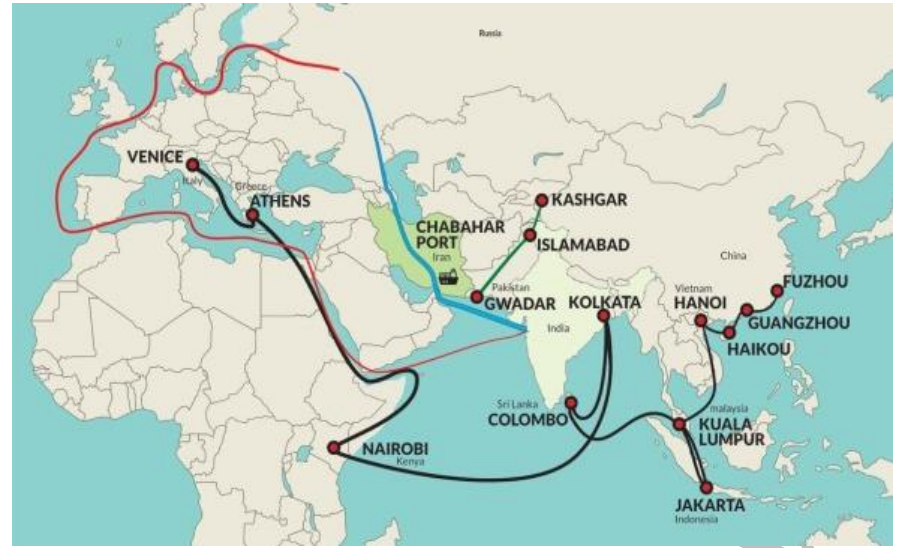 Russia
VENICE
Italy
Greece
ATHENS
KASHGAR
CHABAHAR
PORT
Iran
ISLAMABAD
China
Pakistan
GWADAR
KOLKATA
India
Vietnam
HANOI
FUZHOU
GUANGZHOU
HAIKOU
Sri Lanka
COLOMBO
malaysia
KUALA
LUMPUR
NAIROBI
Kenya
JAKARTA
Indonesia